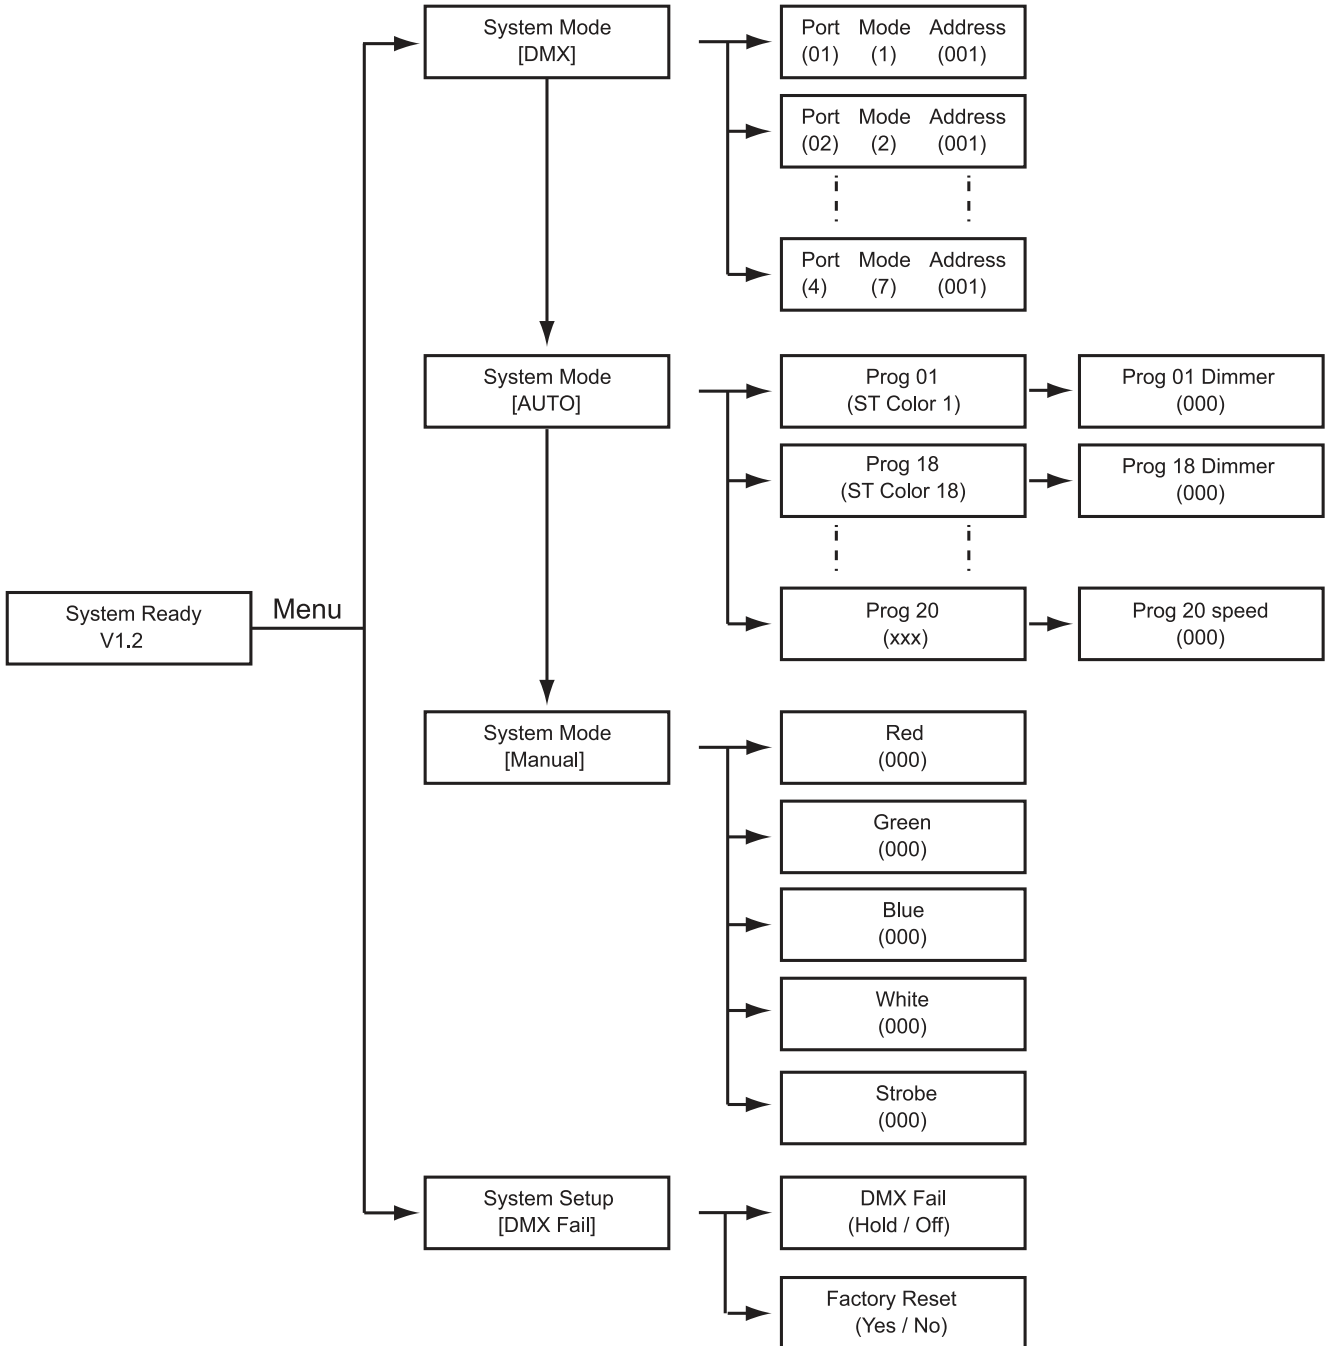 System Mode
[DMX]
Port Mode Address
(01) (1) (001)
Port Mode Address
(02) (2) (001)
Port Mode Address
(4) (7) (001)
System Mode
[AUTO]
Prog 01
(ST Color 1)
Prog 01 Dimmer
(000)
Prog 18
(ST Color 18)
Prog 18 Dimmer
(000)
System Ready
V1.2
Menu
Prog 20
(xxx)
Prog 20 speed
(000)
System Mode
[Manual]
Red
(000)
Green
(000)
Blue
(000)
White
(000)
Strobe
(000)
System Setup
[DMX Fail]
DMX Fail
(Hold / Off)
Factory Reset
(Yes / No)